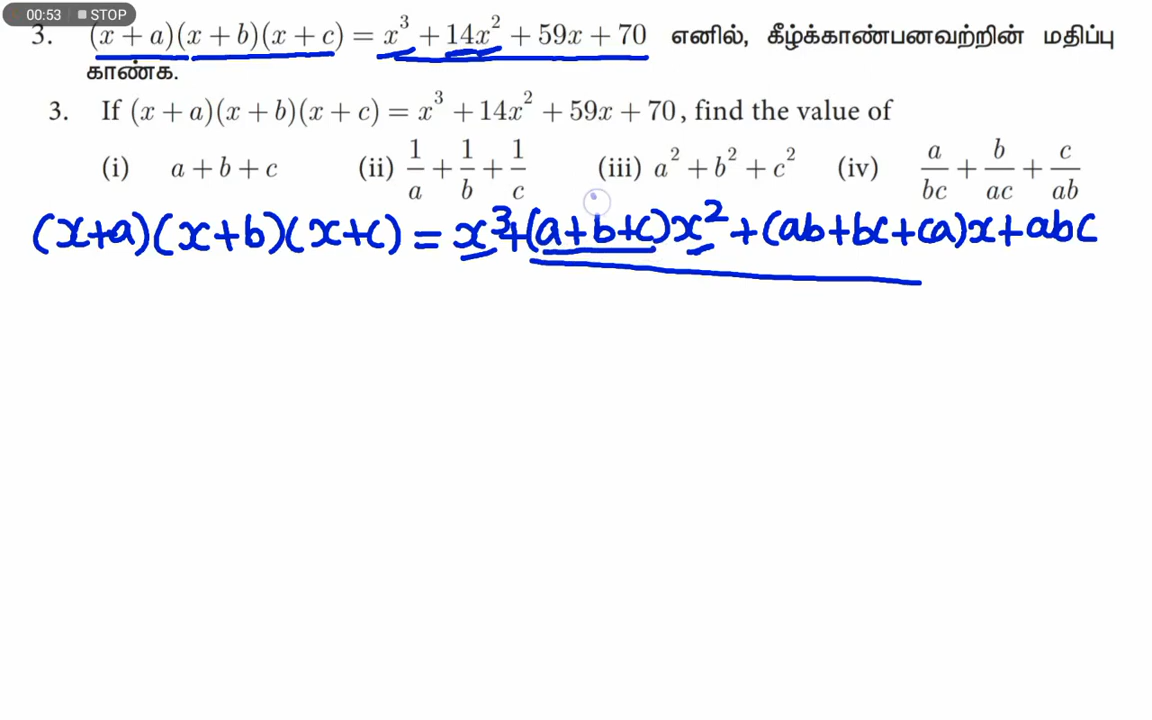 00:53 STOP
3. (x + a)(x + b)(x + c) = x³ + 14x² + 59x + 70 எனில், கீழ்க்காண்பனவற்றின் மதிப்பு
காண்க.
3. If (x + a)(x + b)(x + c) = x³ + 14x² + 59x + 70, find the value of
(i) a + b + c (ii) 1/a + 1/b + 1/c (iii) a² + b² + c² (iv) a/bc + b/ac + c/ab
(x+a)(x+b)(x+c) = x³+(a+b+c)x²+(ab+bc+ca)x+abc